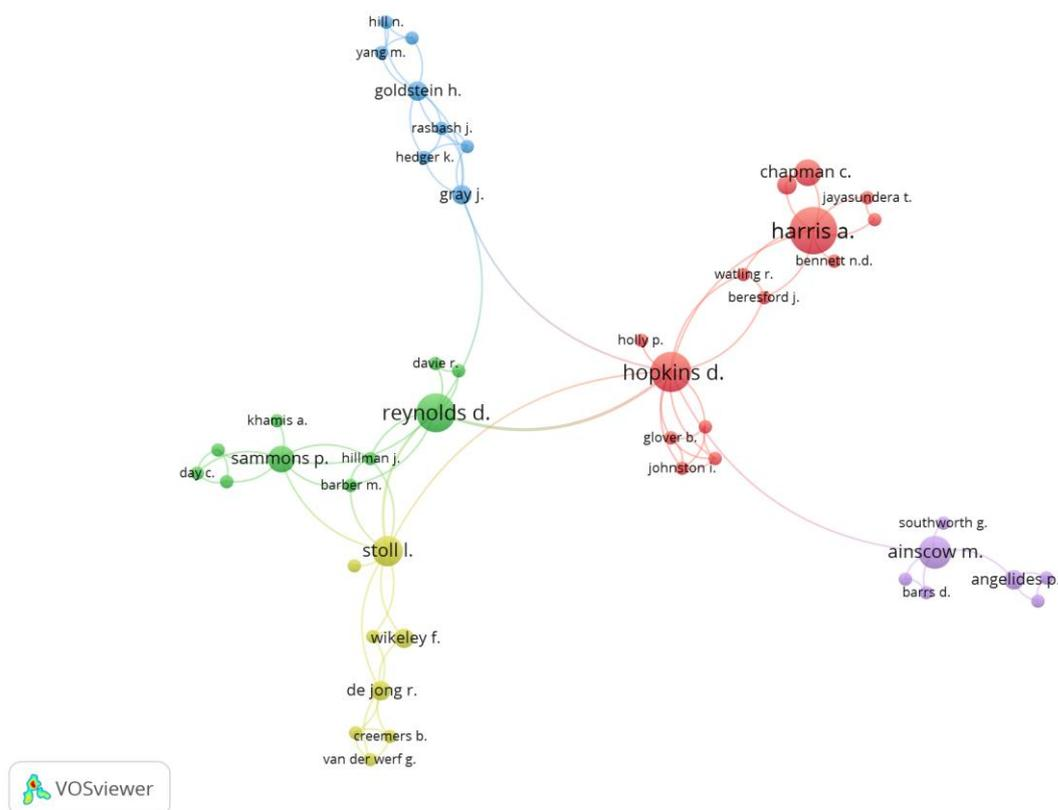 hill n.
yang m.
goldstein h.
rasbash j.
hedger k.
gray j.
chapman c.
jayasundera t.
harris a.
bennett n.d.
watling r.
beresford j.
holly p.
hopkins d.
davie r.
reynolds d.
khamis a.
glover b.
sammons p.
hillman j.
johnston i.
day c.
barber m.
southworth g.
stoll l.
ainscow m.
angelides p.
barrs d.
wikeley f.
de jong r.
creemers b.
van der werf g.
VOSviewer